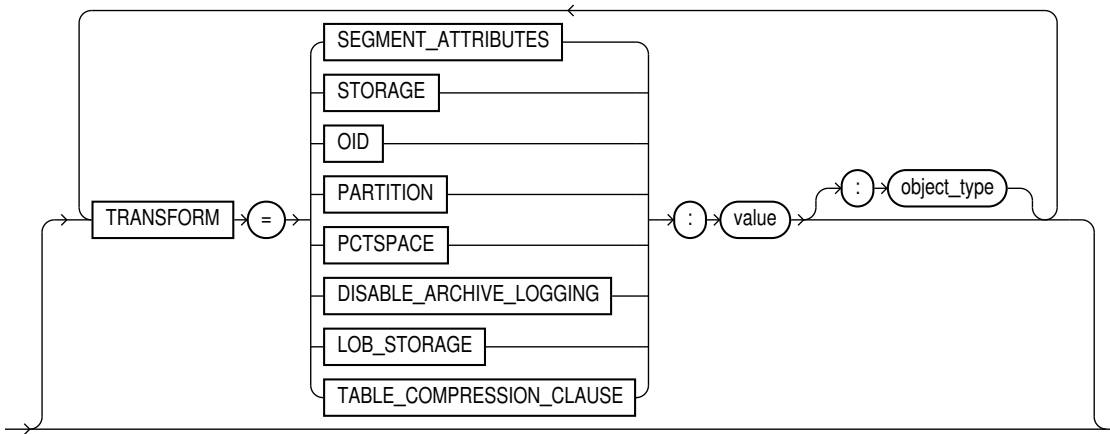 SEGMENT_ATTRIBUTES
STORAGE
OID
PARTITION
TRANSFORM = : value : object_type
PCTSPACE
DISABLE_ARCHIVE_LOGGING
LOB_STORAGE
TABLE_COMPRESSION_CLAUSE